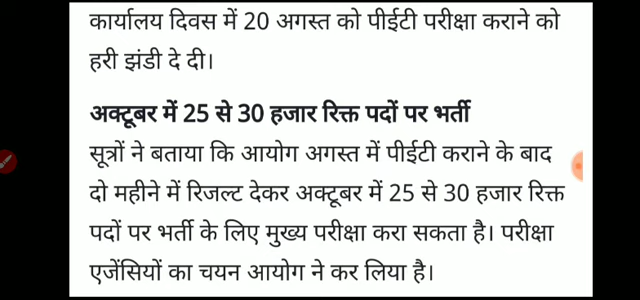 कार्यालय दिवस में 20 अगस्त को पीईटी परीक्षा कराने को
हरी झंडी दे दी।
अक्टूबर में 25 से 30 हजार रिक्त पदों पर भर्ती
सूत्रों ने बताया कि आयोग अगस्त में पीईटी कराने के बाद
दो महीने में रिजल्ट देकर अक्टूबर में 25 से 30 हजार रिक्त
पदों पर भर्ती के लिए मुख्य परीक्षा करा सकता है। परीक्षा
एजेंसियों का चयन आयोग ने कर लिया है।